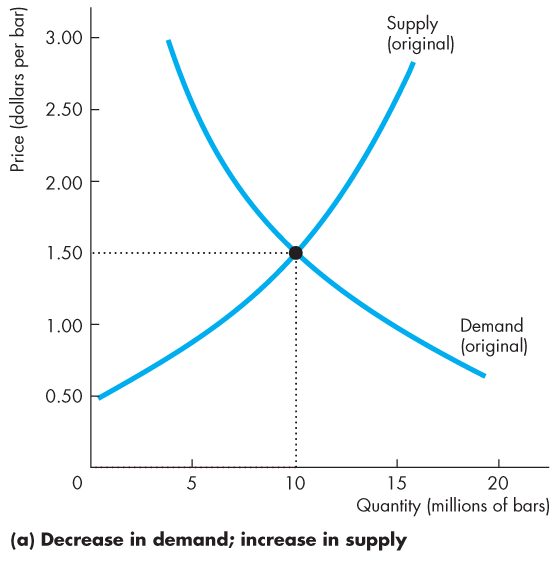 Price (dollars per bar)
3.00
2.50
2.00
1.50
1.00
0.50
Supply
(original)
Demand
(original)
0
5
10
15
20
Quantity (millions of bars)
(a) Decrease in demand; increase in supply